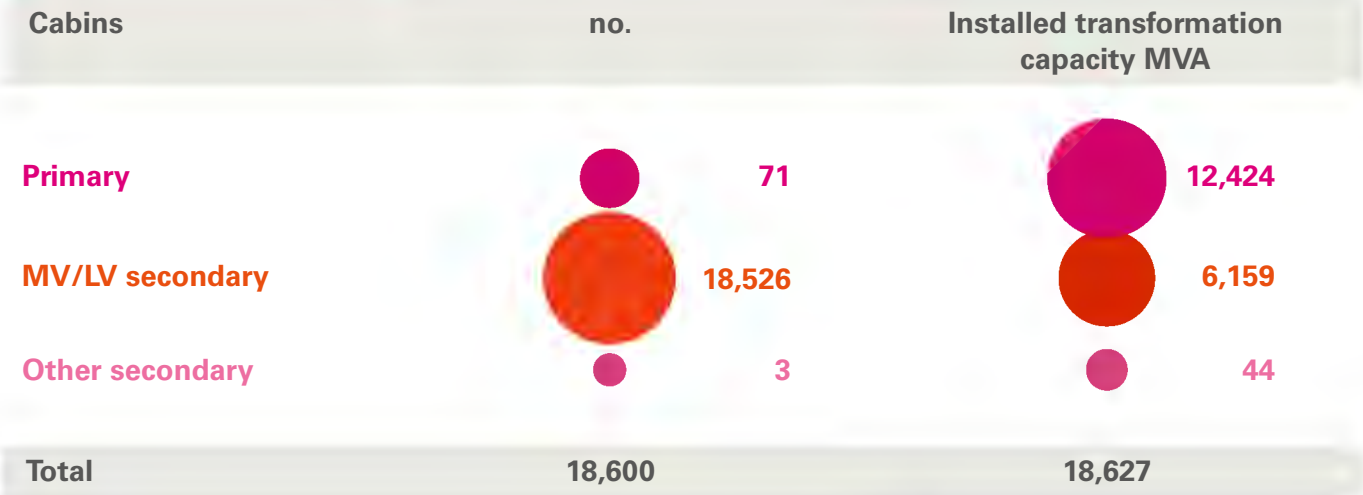 Cabins no. Installed transformation
capacity MVA
Primary 71 12,424
MV/LV secondary 18,526 6,159
Other secondary 3 44
Total 18,600 18,627